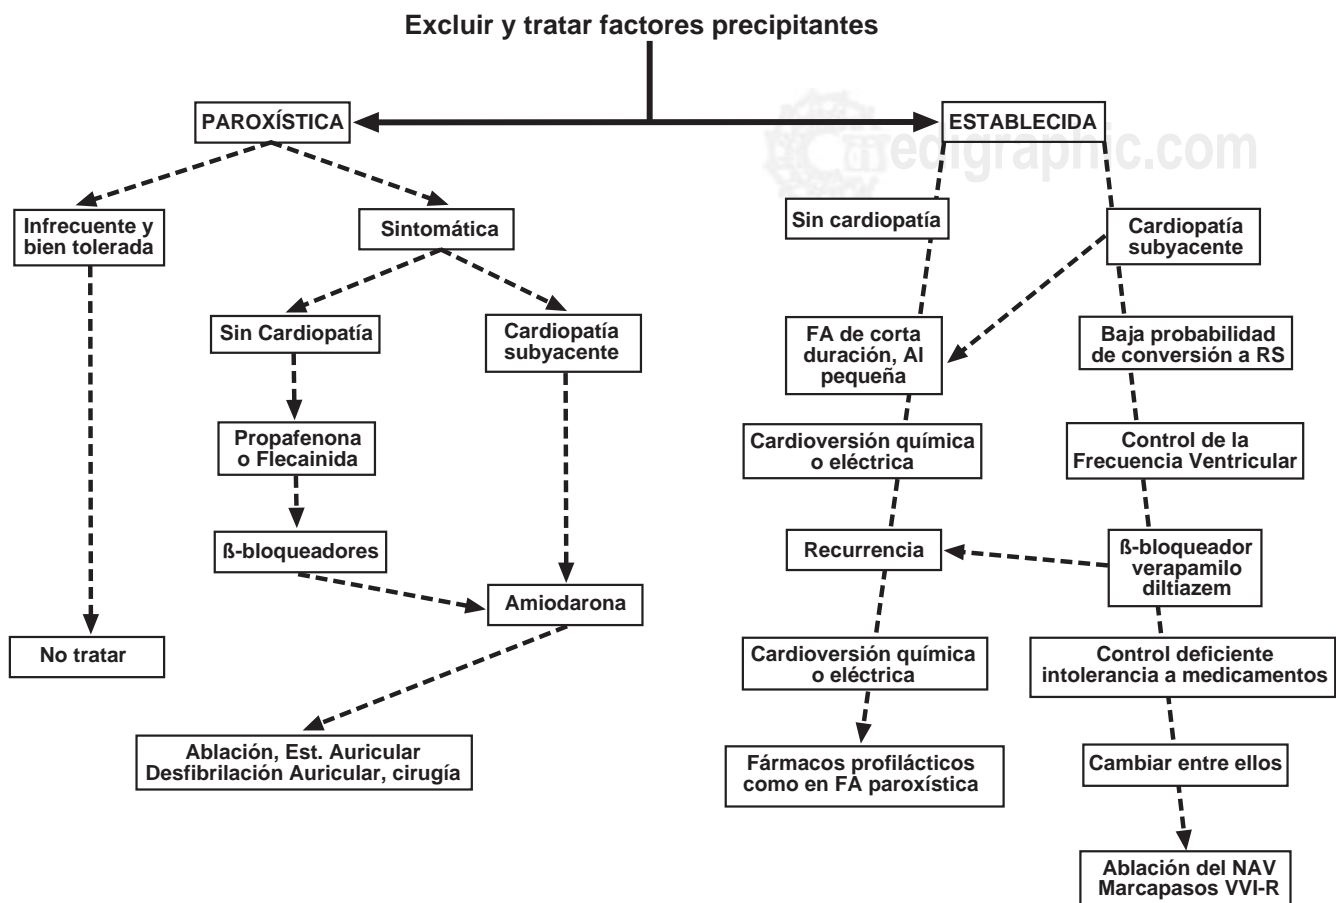 Excluir y tratar factores precipitantes
PAROXÍSTICA
ESTABLECIDA
medigraphic.com
Infrecuente y
bien tolerada
Sintomática
Sin cardiopatía
Cardiopatía
subyacente
Sin Cardiopatía
Cardiopatía
subyacente
FA de corta
duración, AI
pequeña
Baja probabilidad
de conversión a RS
Propafenona
o Flecainida
Cardioversión química
o eléctrica
Control de la
Frecuencia Ventricular
ß-bloqueadores
Recurrencia
ß-bloqueador
verapamilo
diltiazem
Amiodarona
No tratar
Cardioversión química
o eléctrica
Control deficiente
intolerancia a medicamentos
Ablación, Est. Auricular
Desfibrilación Auricular, cirugía
Fármacos profilácticos
como en FA paroxística
Cambiar entre ellos
Ablación del NAV
Marcapasos VVI-R